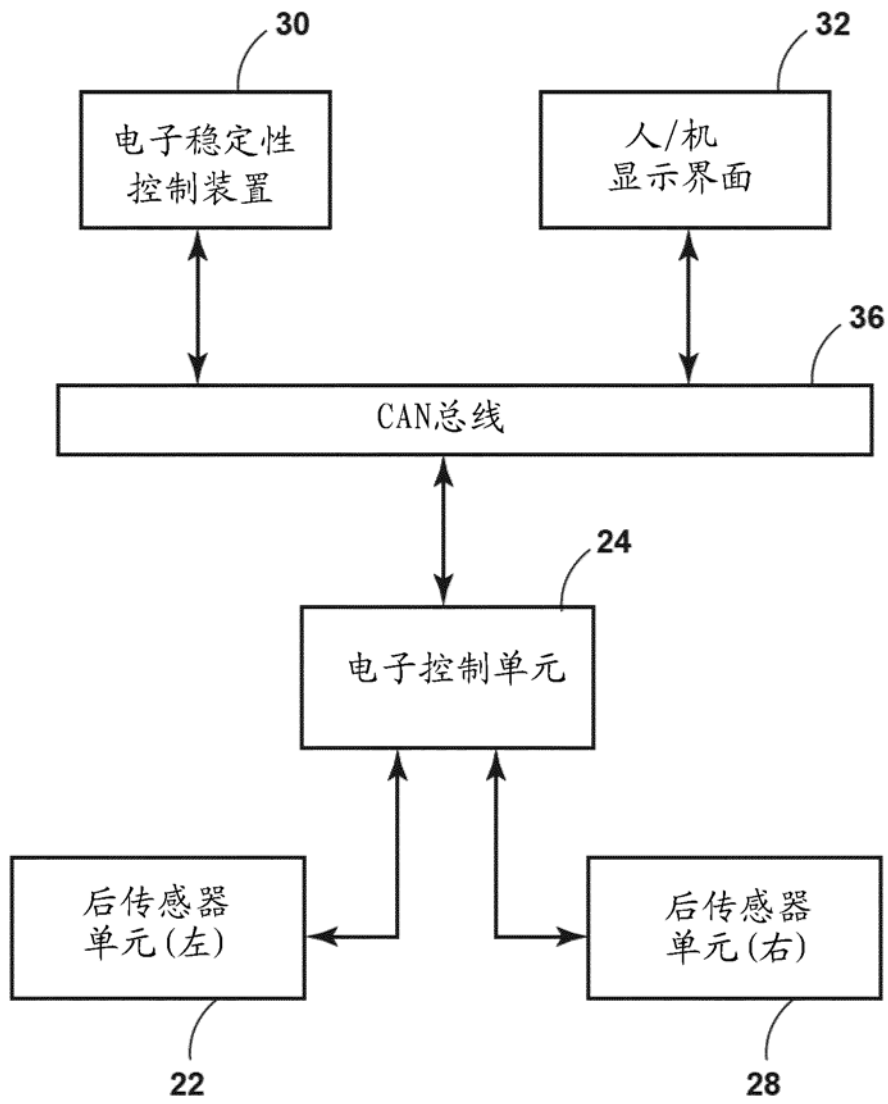 30
32
电子稳定性
控制装置
人/机
显示界面
36
CAN总线
24
电子控制单元
后传感器
单元(左)
后传感器
单元(右)
22
28